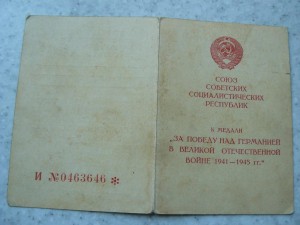 СОЮЗ
СОВЕТСКИХ
СОЦИАЛИСТИЧЕСКИХ
РЕСПУБЛИК
К МЕДАЛИ
„ЗА ПОБЕДУ НАД ГЕРМАНИЕЙ
В ВЕЛИКОЙ ОТЕЧЕСТВЕННОЙ
ВОЙНЕ 1941—1945 гг.“
И №0463646 *